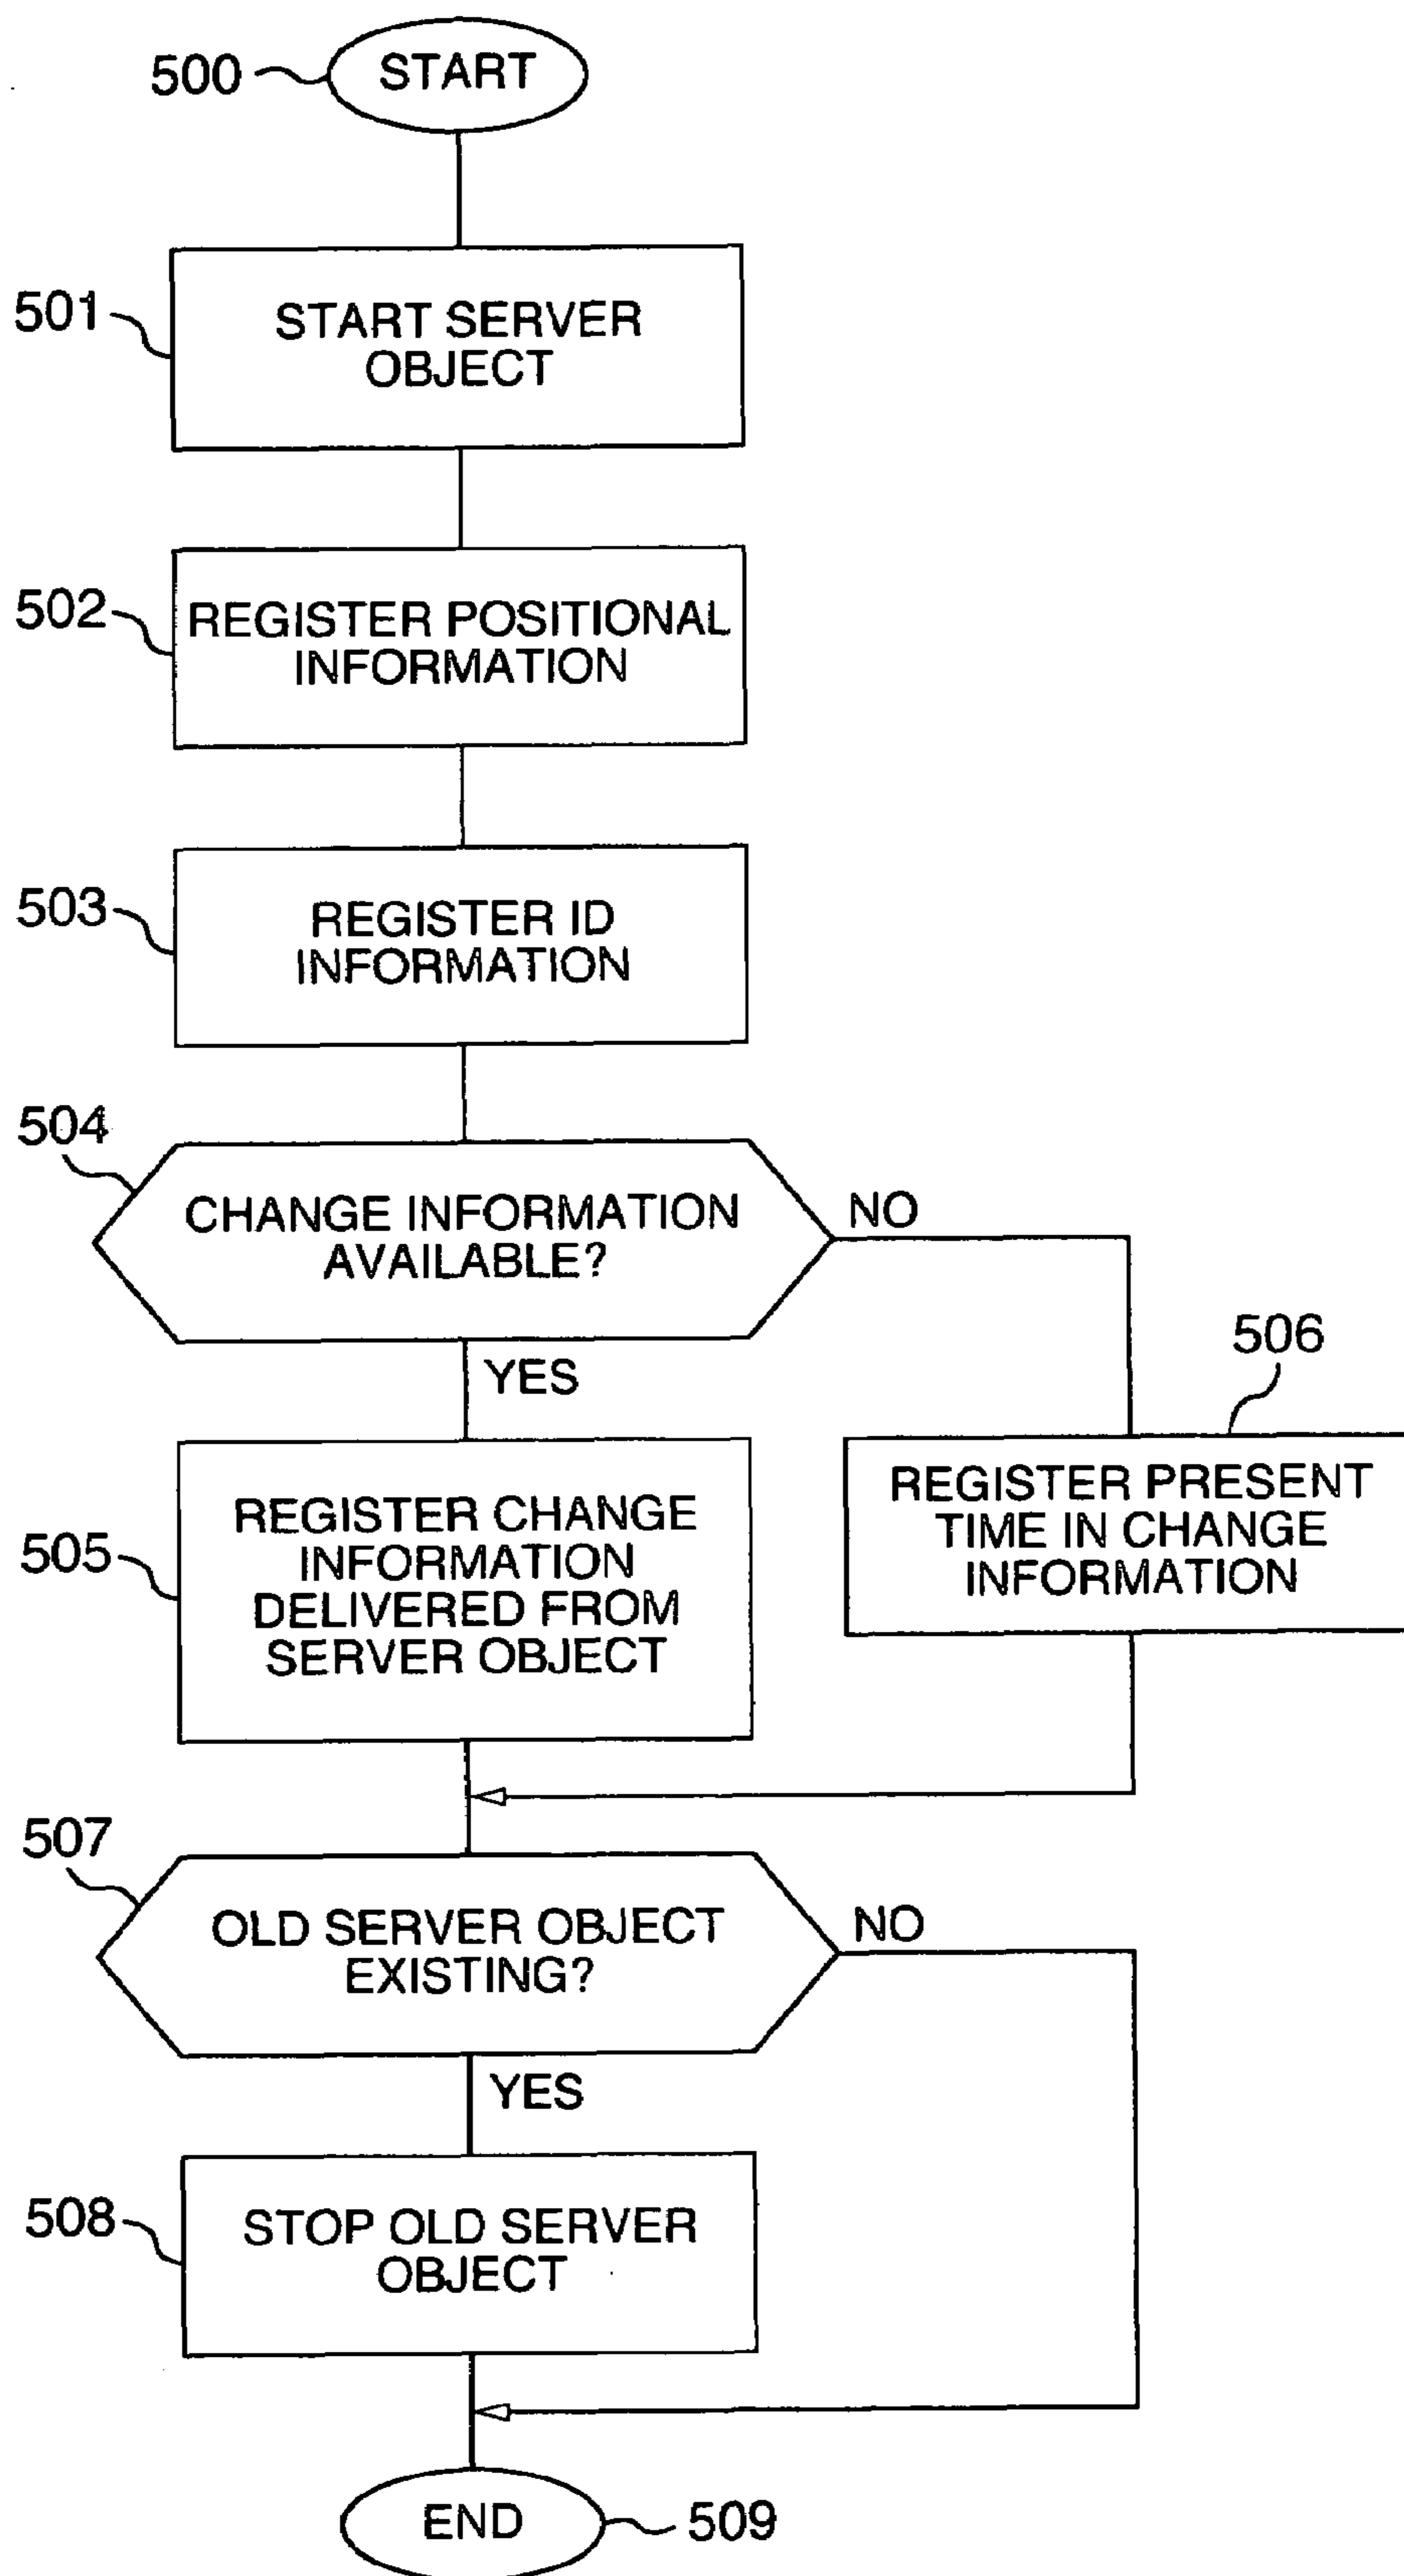 500
START
501
START SERVER
OBJECT
502
REGISTER POSITIONAL
INFORMATION
503
REGISTER ID
INFORMATION
504
CHANGE INFORMATION
AVAILABLE?
NO
YES
506
REGISTER PRESENT
TIME IN CHANGE
INFORMATION
505
REGISTER CHANGE
INFORMATION
DELIVERED FROM
SERVER OBJECT
507
OLD SERVER OBJECT
EXISTING?
NO
YES
508
STOP OLD SERVER
OBJECT
END
509